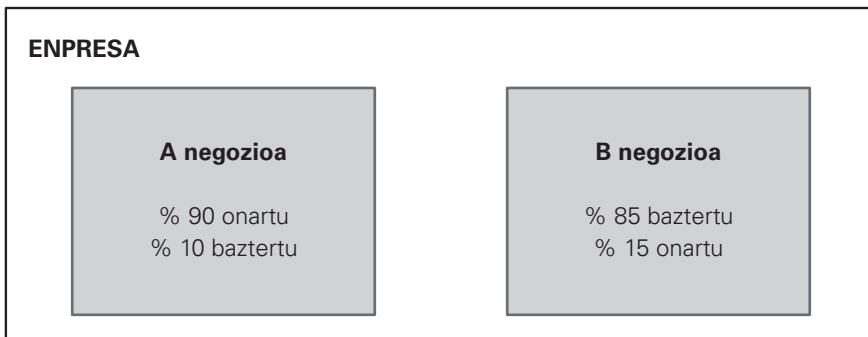 ENPRESA
A negozioa
% 90 onartu
% 10 baztertu
B negozioa
% 85 baztertu
% 15 onartu